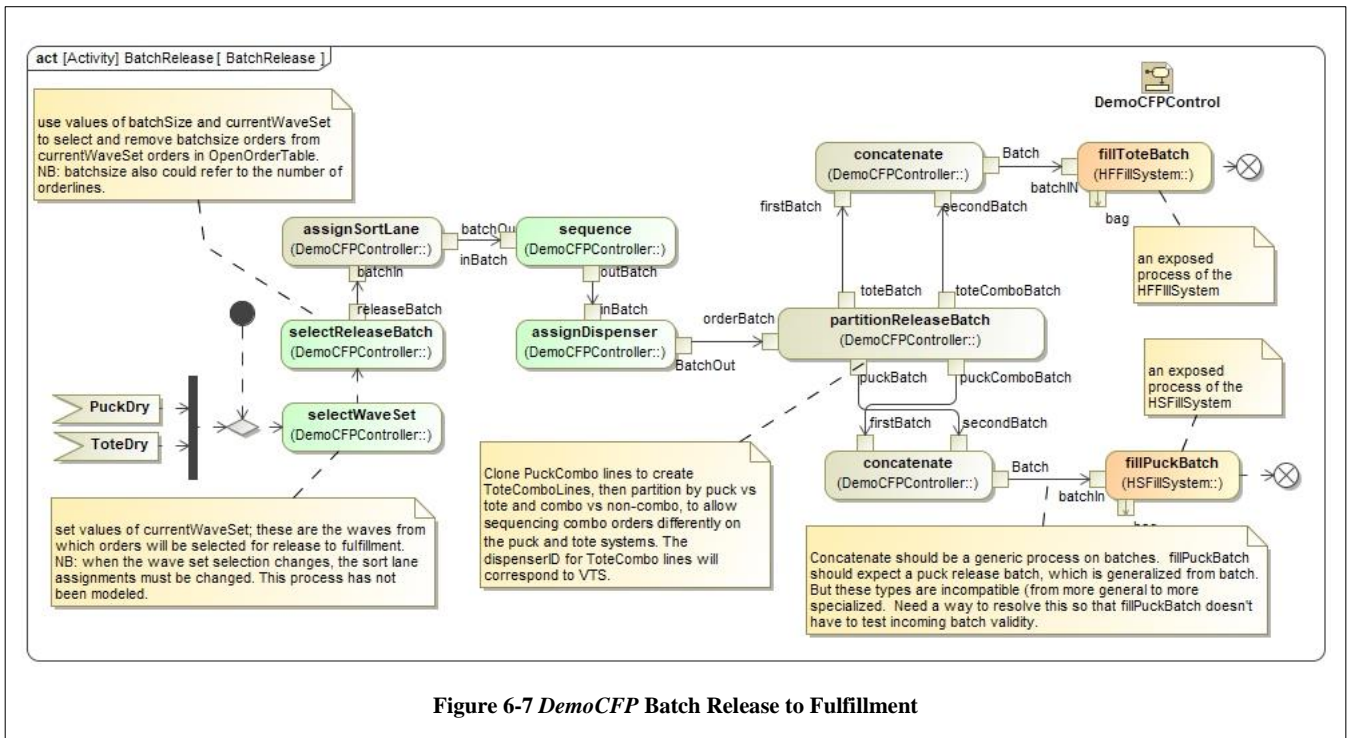 act [Activity] BatchRelease [ BatchRelease ]
DemoCFPControl
use values of batchSize and currentWaveSet
to select and remove batchsize orders from
currentWaveSet orders in OpenOrderTable.
NB: batchsize also could refer to the number of
orderlines.
concatenate
(DemoCFPController::)
Batch
fillToteBatch
(HFFillSystem::)
batchIN
bag
firstBatch
secondBatch
an exposed
process of the
HFFIllSystem
assignSortLane
(DemoCFPController::)
batchOu
inBatch
sequence
(DemoCFPController::)
batchIn
outBatch
releaseBatch
inBatch
toteBatch
toteComboBatch
selectReleaseBatch
(DemoCFPController::)
assignDispenser
(DemoCFPController::)
BatchOut
orderBatch
partitionReleaseBatch
(DemoCFPController::)
puckBatch
puckComboBatch
an exposed
process of the
HSFillSystem
PuckDry
ToteDry
selectWaveSet
(DemoCFPController::)
firstBatch
secondBatch
concatenate
(DemoCFPController::)
Batch
batchIn
fillPuckBatch
(HSFillSystem::)
Clone PuckCombo lines to create
ToteComboLines, then partition by puck vs
tote and combo vs non-combo, to allow
sequencing combo orders differently on
the puck and tote systems. The
dispenserID for ToteCombo lines will
correspond to VTS.
set values of currentWaveSet; these are the waves from
which orders will be selected for release to fulfillment.
NB: when the wave set selection changes, the sort lane
assignments must be changed. This process has not
been modeled.
Concatenate should be a generic process on batches. fillPuckBatch
should expect a puck release batch, which is generalized from batch.
But these types are incompatible (from more general to more
specialized. Need a way to resolve this so that fillPuckBatch doesn't
have to test incoming batch validity.
Figure 6-7 DemoCFP Batch Release to Fulfillment